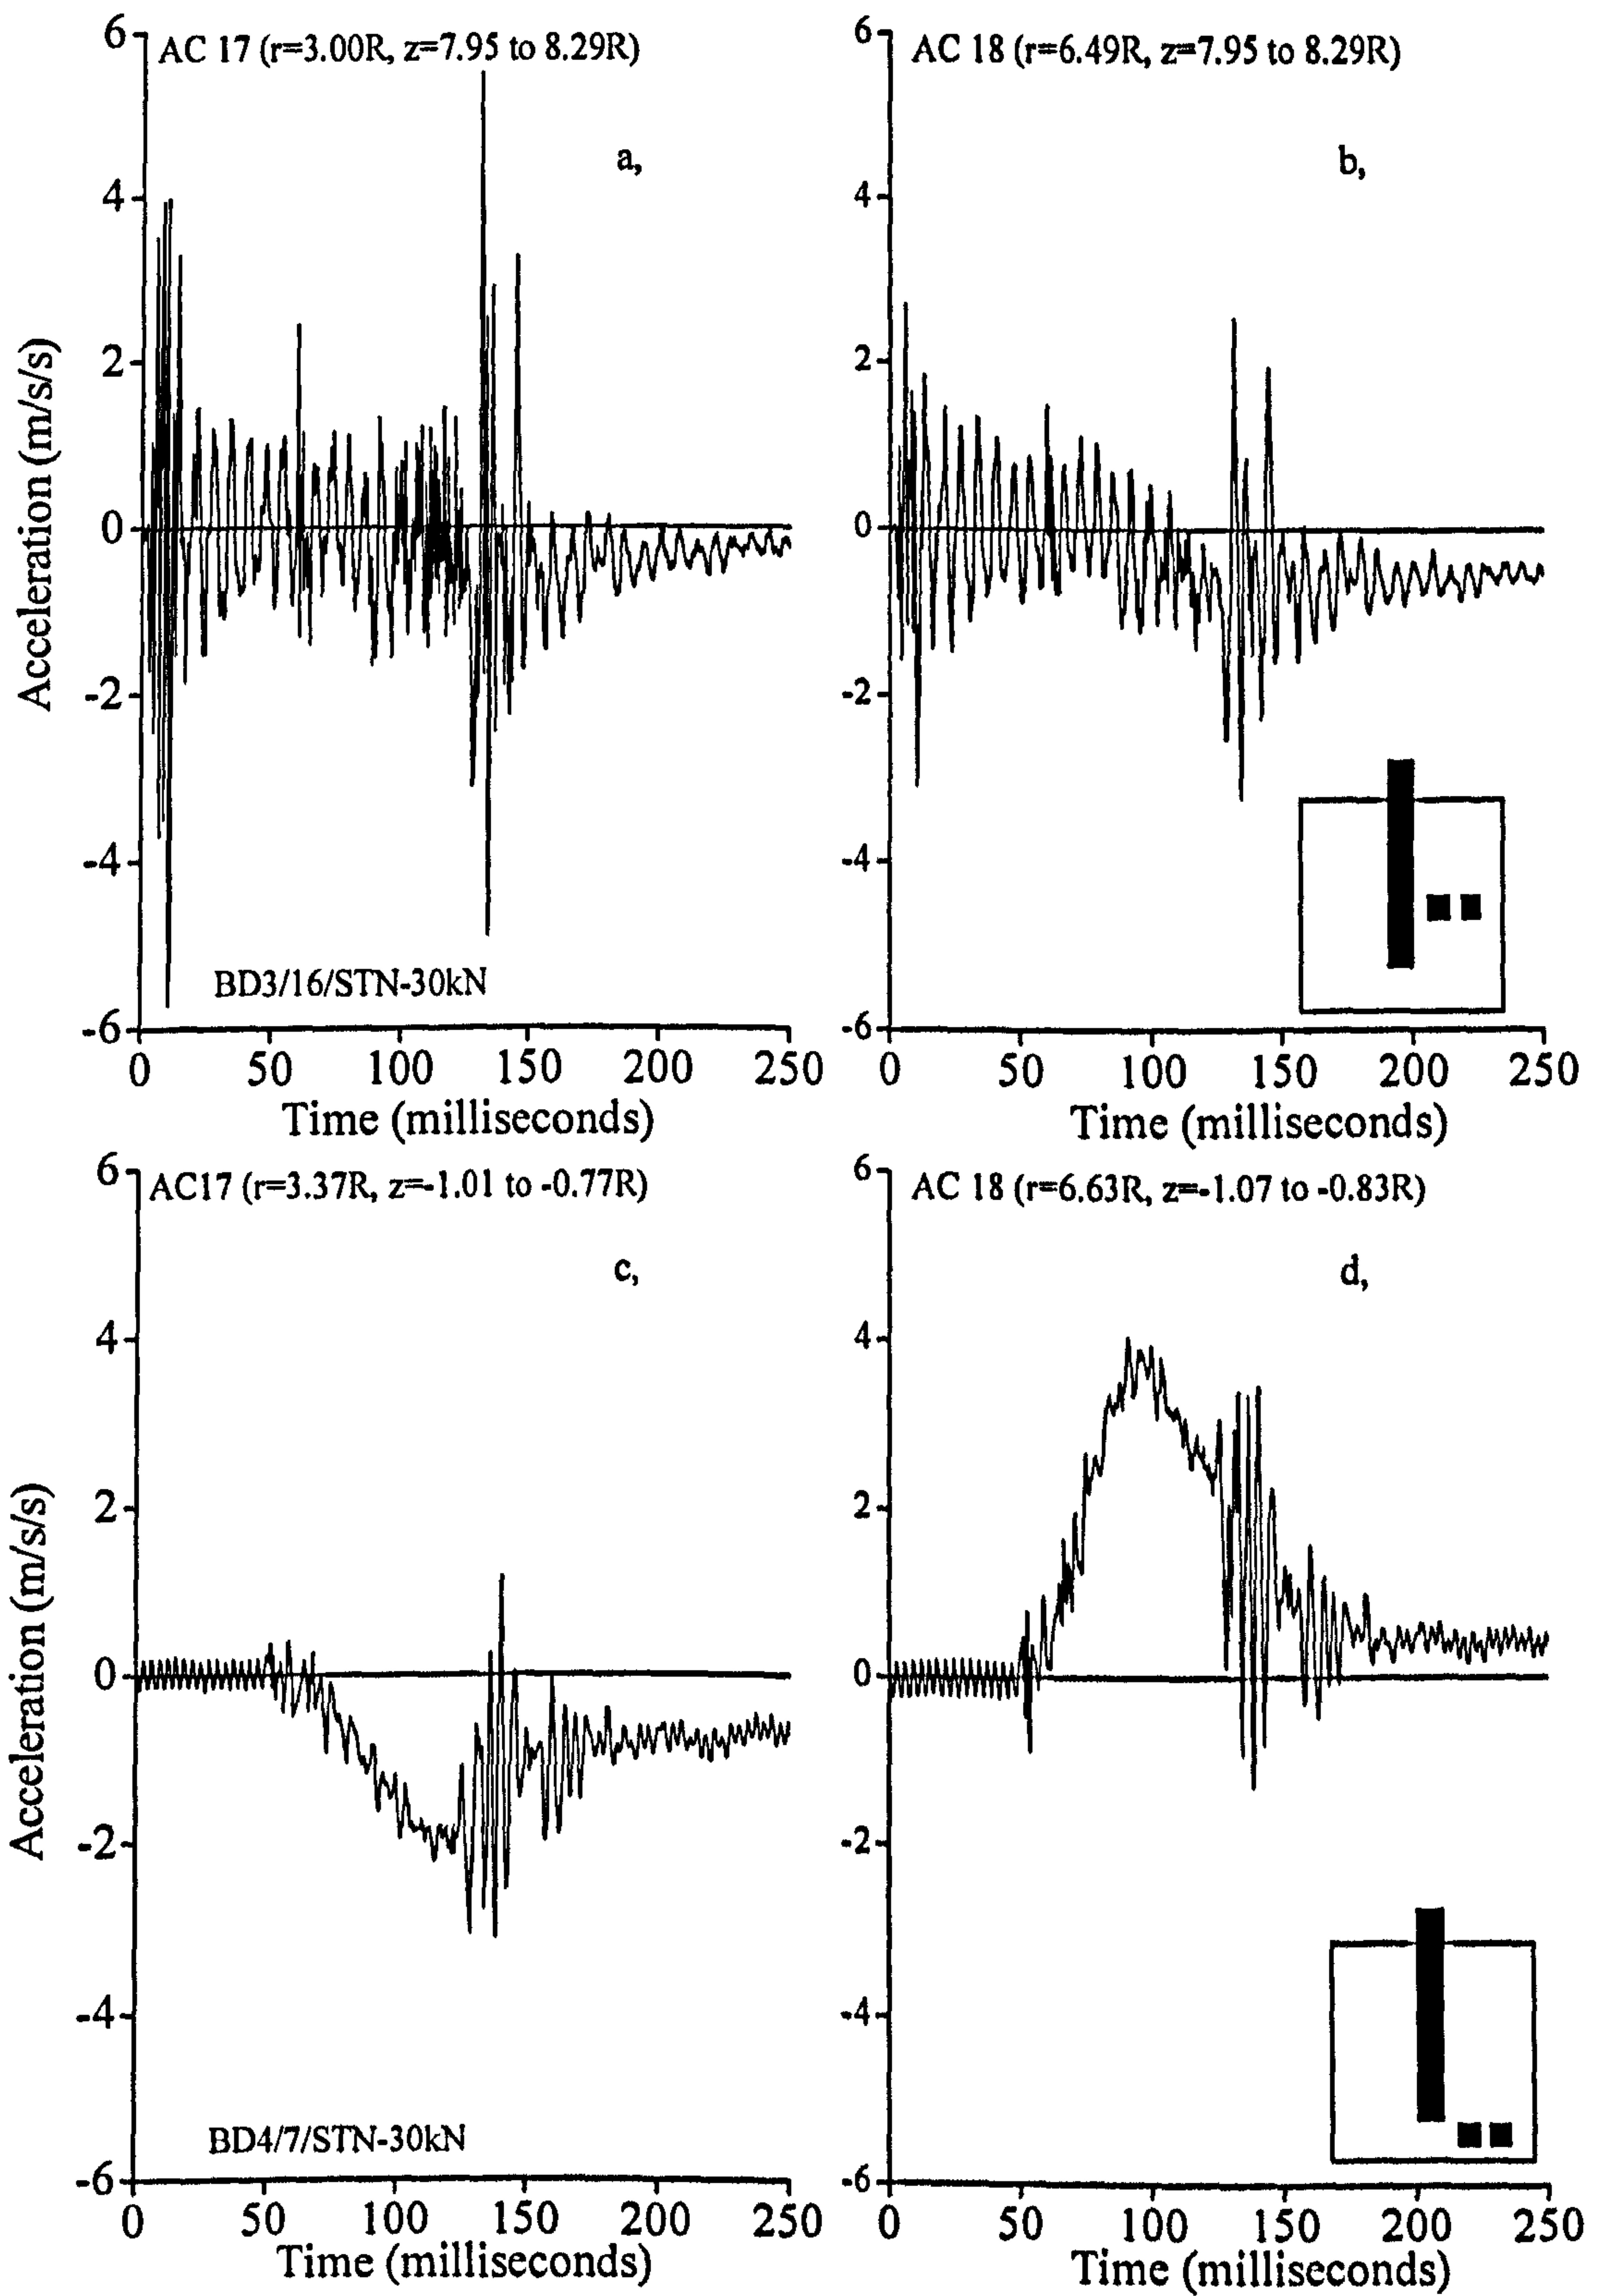 AC 17 (r=3.00R, z=7.95 to 8.29R)
a,
6
4
2
0
-2
-4
-6
Acceleration (m/s/s)
BD3/16/STN-30kN
0 50 100 150 200 250
Time (milliseconds)
AC 18 (r=6.49R, z=7.95 to 8.29R)
b,
6
4
2
0
-2
-4
-6
0 50 100 150 200 250
Time (milliseconds)
AC17 (r=3.37R, z=-1.01 to -0.77R)
c,
6
4
2
0
-2
-4
-6
Acceleration (m/s/s)
BD4/7/STN-30kN
0 50 100 150 200 250
Time (milliseconds)
AC 18 (r=6.63R, z=-1.07 to -0.83R)
d,
6
4
2
0
-2
-4
-6
0 50 100 150 200 250
Time (milliseconds)